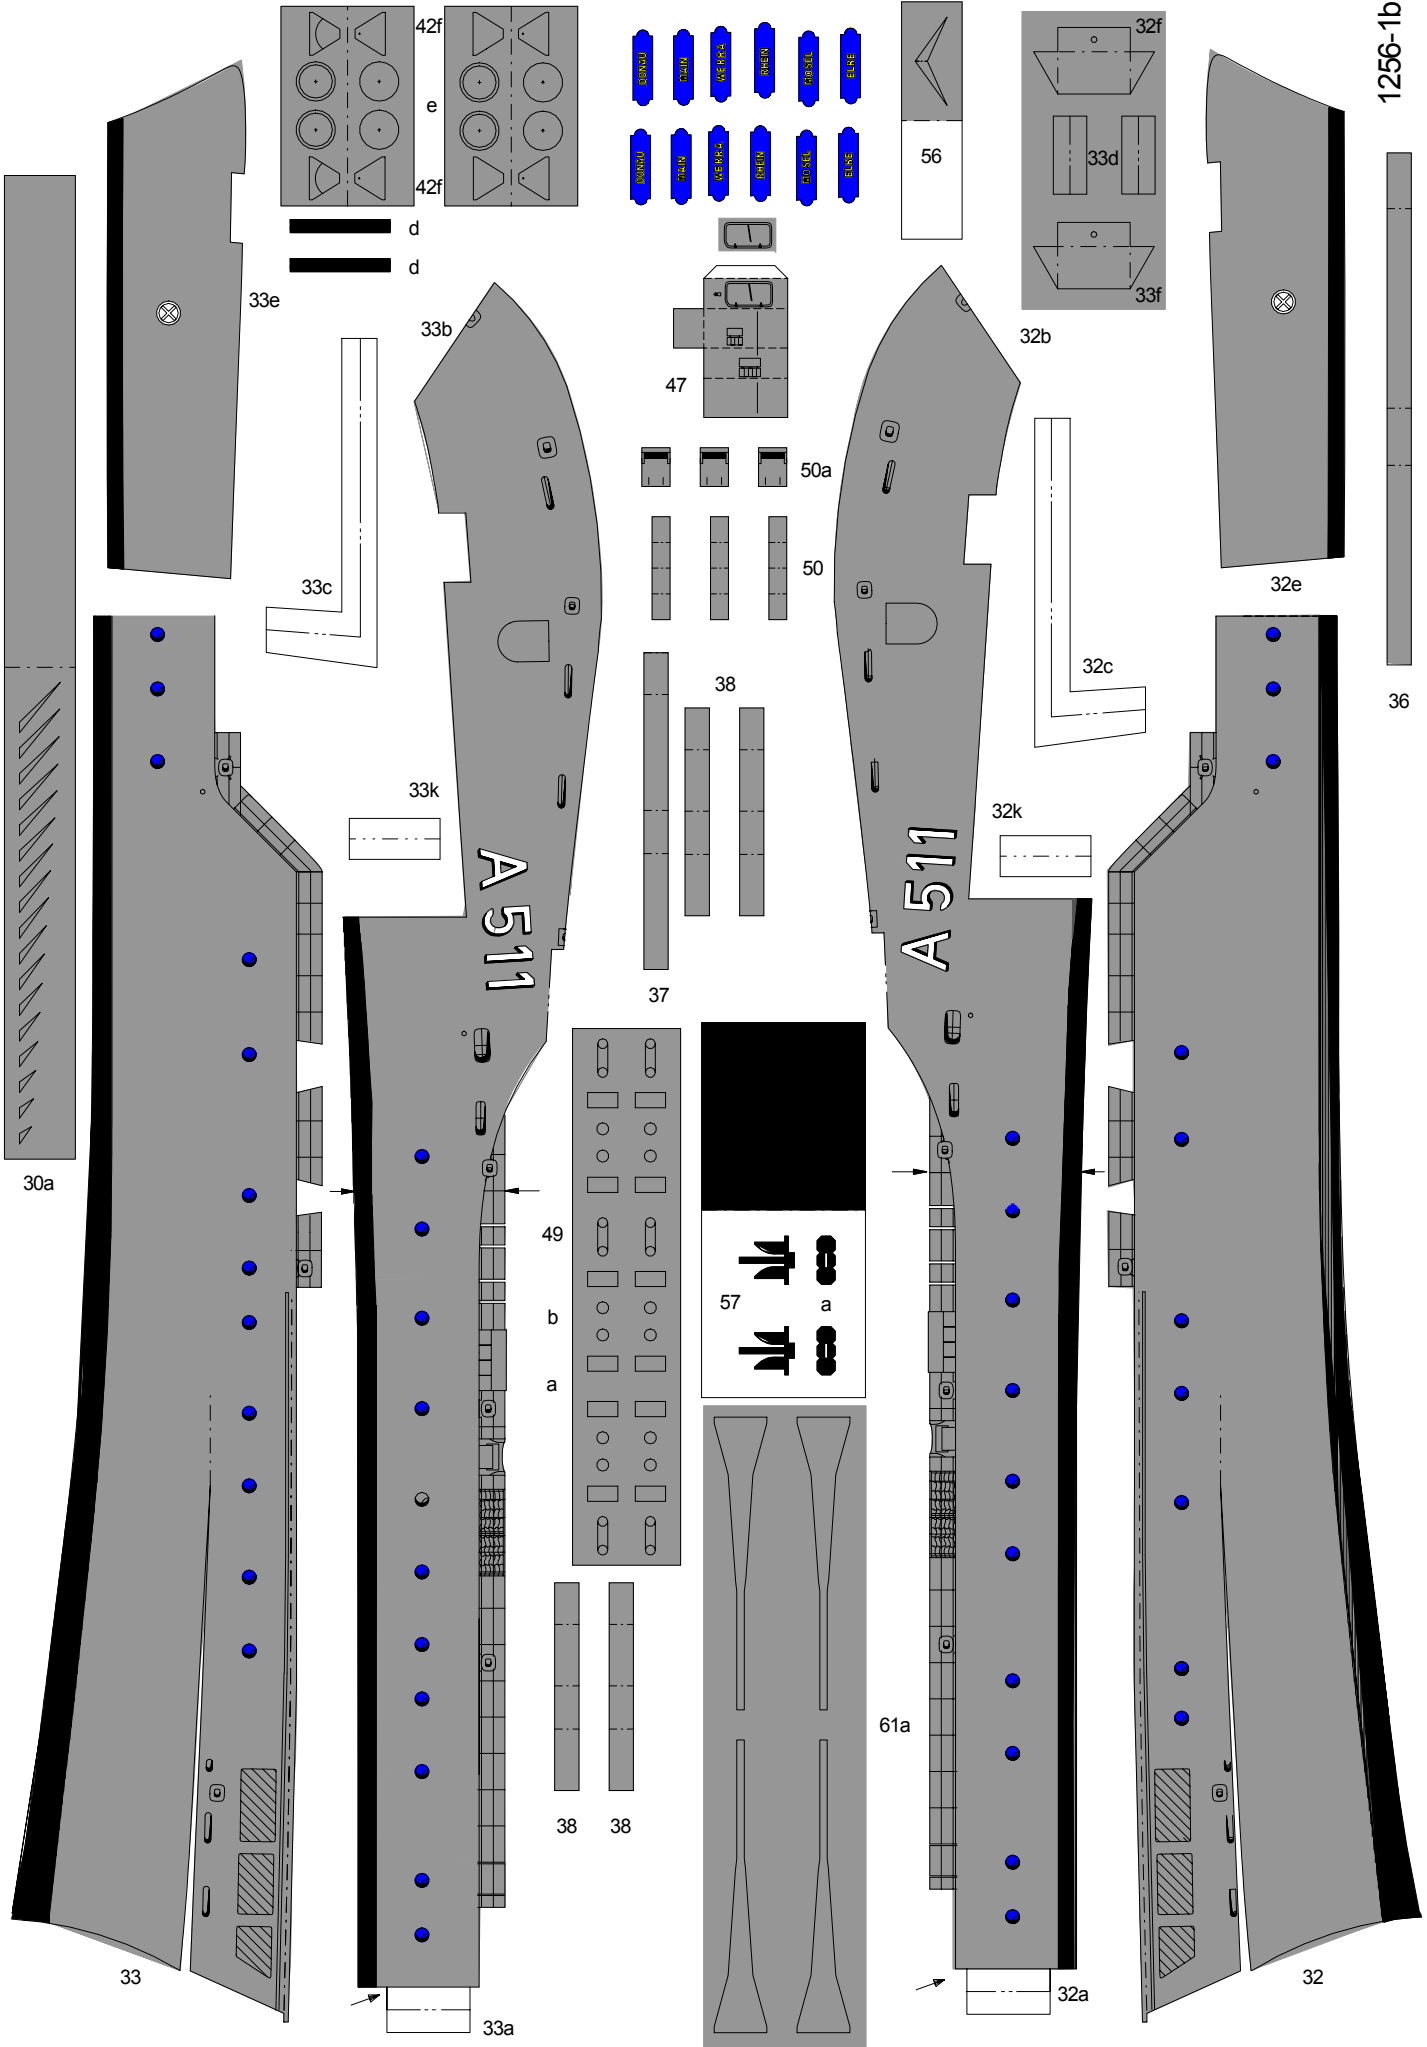 1256-1b
42f
e
42f
d
d
33e
33b
33c
33k
30a
DONAU
MAIN
WERRA
RHEIN
MOSEL
ELBE
DONAU
MAIN
WERRA
RHEIN
MOSEL
ELBE
56
32f
33d
33f
32b
47
50a
50
38
32c
32e
36
32k
37
A 511
A 511
49
b
a
57
a
61a
38
38
33
33a
32a
32